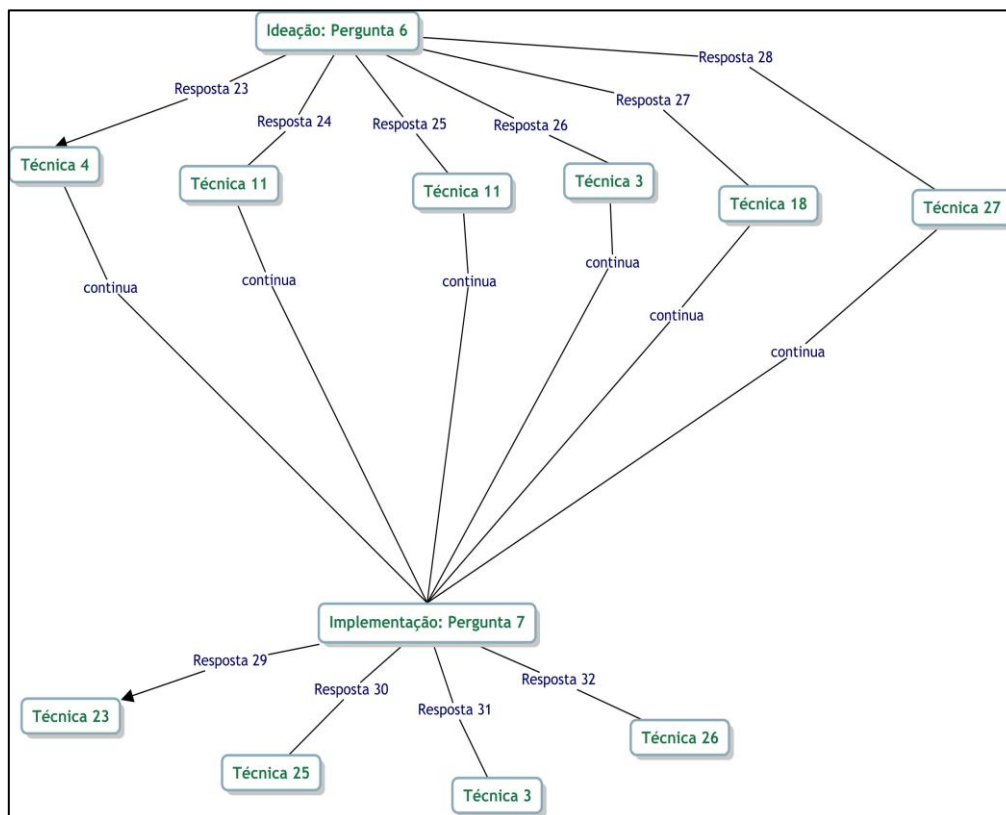 Ideação: Pergunta 6
Resposta 28
Resposta 23
Resposta 27
Resposta 24
Resposta 25
Resposta 26
Técnica 4
Técnica 11
Técnica 11
Técnica 3
Técnica 18
Técnica 27
continua
continua
continua
continua
continua
continua
Implementação: Pergunta 7
Resposta 29
Resposta 30
Resposta 31
Resposta 32
Técnica 23
Técnica 25
Técnica 3
Técnica 26